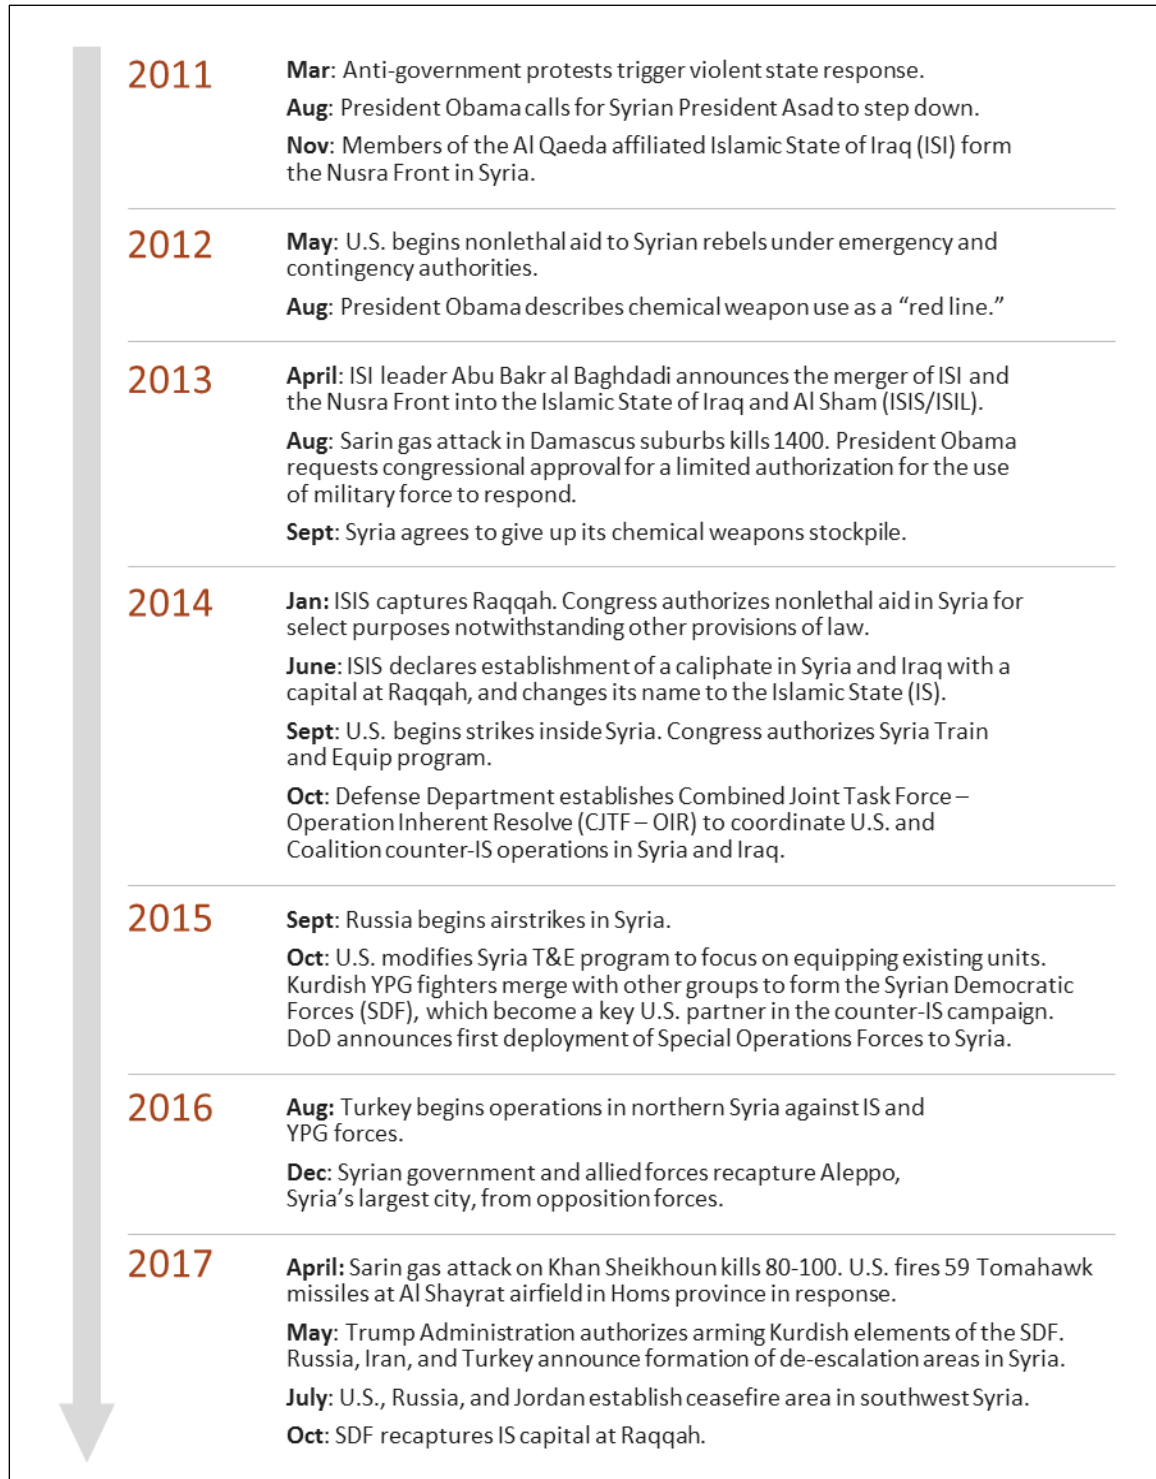 2011
Mar: Anti-government protests trigger violent state response.
Aug: President Obama calls for Syrian President Asad to step down.
Nov: Members of the Al Qaeda affiliated Islamic State of Iraq (ISI) form
the Nusra Front in Syria.
2012
May: U.S. begins nonlethal aid to Syrian rebels under emergency and
contingency authorities.
Aug: President Obama describes chemical weapon use as a “red line.”
2013
April: ISI leader Abu Bakr al Baghdadi announces the merger of ISI and
the Nusra Front into the Islamic State of Iraq and Al Sham (ISIS/ISIL).
Aug: Sarin gas attack in Damascus suburbs kills 1400. President Obama
requests congressional approval for a limited authorization for the use
of military force to respond.
Sept: Syria agrees to give up its chemical weapons stockpile.
2014
Jan: ISIS captures Raqqah. Congress authorizes nonlethal aid in Syria for
select purposes notwithstanding other provisions of law.
June: ISIS declares establishment of a caliphate in Syria and Iraq with a
capital at Raqqah, and changes its name to the Islamic State (IS).
Sept: U.S. begins strikes inside Syria. Congress authorizes Syria Train
and Equip program.
Oct: Defense Department establishes Combined Joint Task Force –
Operation Inherent Resolve (CJTF – OIR) to coordinate U.S. and
Coalition counter-IS operations in Syria and Iraq.
2015
Sept: Russia begins airstrikes in Syria.
Oct: U.S. modifies Syria T&E program to focus on equipping existing units.
Kurdish YPG fighters merge with other groups to form the Syrian Democratic
Forces (SDF), which become a key U.S. partner in the counter-IS campaign.
DoD announces first deployment of Special Operations Forces to Syria.
2016
Aug: Turkey begins operations in northern Syria against IS and
YPG forces.
Dec: Syrian government and allied forces recapture Aleppo,
Syria’s largest city, from opposition forces.
2017
April: Sarin gas attack on Khan Sheikhoun kills 80-100. U.S. fires 59 Tomahawk
missiles at Al Shayrat airfield in Homs province in response.
May: Trump Administration authorizes arming Kurdish elements of the SDF.
Russia, Iran, and Turkey announce formation of de-escalation areas in Syria.
July: U.S., Russia, and Jordan establish ceasefire area in southwest Syria.
Oct: SDF recaptures IS capital at Raqqah.